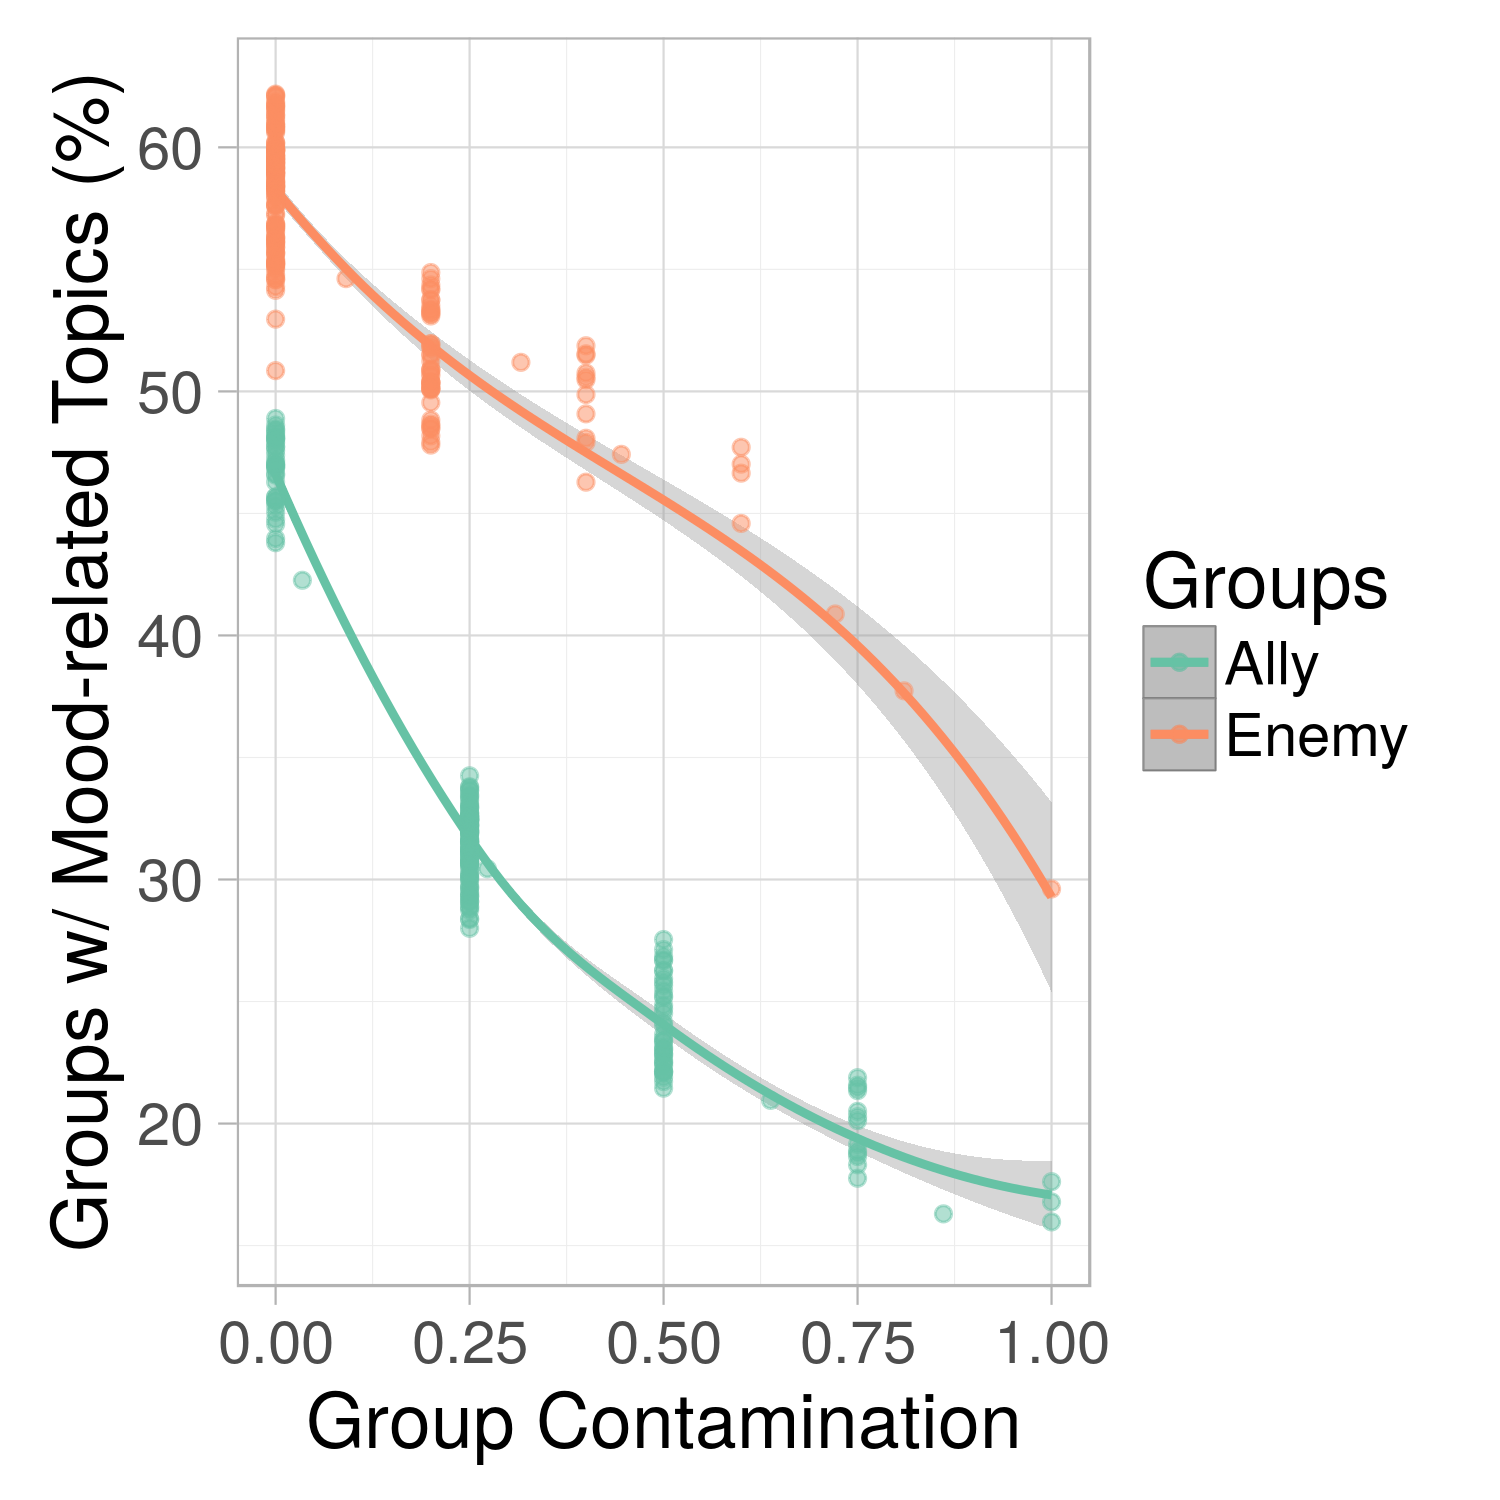 Groups w/ Mood-related Topics (%)
60
50
40
30
20
0.00 0.25 0.50 0.75 1.00
Group Contamination
Groups
Ally
Enemy